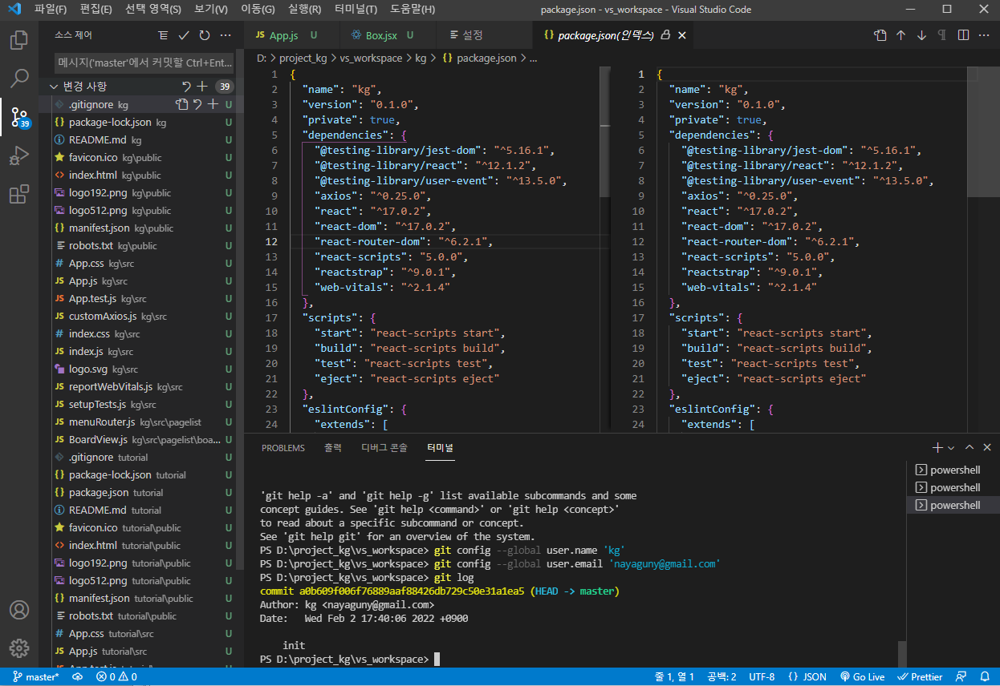 파일(F) 편집(E) 선택 영역(S) 보기(V) 이동(G) 실행(R) 터미널(T) 도움말(H) package.json - vs_workspace - Visual Studio Code
소스 제어
JS App.js U
Box.jsx U
설정
{} package.json(인덱스)
메시지('master'에서 커밋할 Ctrl+Ent...
변경 사항 39
39
.gitignore kg U
{} package-lock.json kg U
README.md kg U
favicon.ico kg\public U
<> index.html kg\public U
logo192.png kg\public U
logo512.png kg\public U
{} manifest.json kg\public U
robots.txt kg\public U
# App.css kg\src U
JS App.js kg\src U
JS App.test.js kg\src U
JS customAxios.js kg\src U
# index.css kg\src U
JS index.js kg\src U
logo.svg kg\src U
JS reportWebVitals.js kg\src U
JS setupTests.js kg\src U
JS menuRouter.js kg\src\pagelist U
JS BoardView.js kg\src\pagelist\boa... U
.gitignore tutorial U
{} package-lock.json tutorial U
{} package.json tutorial U
README.md tutorial U
favicon.ico tutorial\public U
<> index.html tutorial\public U
logo192.png tutorial\public U
logo512.png tutorial\public U
{} manifest.json tutorial\public U
robots.txt tutorial\public U
# App.css tutorial\src U
JS App.js tutorial\src U
D: > project_kg > vs_workspace > kg > {} package.json > ...
1 {
2 "name": "kg",
3 "version": "0.1.0",
4 "private": true,
5 "dependencies": {
6 "@testing-library/jest-dom": "^5.16.1",
7 "@testing-library/react": "^12.1.2",
8 "@testing-library/user-event": "^13.5.0",
9 "axios": "^0.25.0",
10 "react": "^17.0.2",
11 "react-dom": "^17.0.2",
12 "react-router-dom": "^6.2.1",
13 "react-scripts": "5.0.0",
14 "reactstrap": "^9.0.1",
15 "web-vitals": "^2.1.4"
16 },
17 "scripts": {
18 "start": "react-scripts start",
19 "build": "react-scripts build",
20 "test": "react-scripts test",
21 "eject": "react-scripts eject"
22 },
23 "eslintConfig": {
24 "extends": [
1 {
2 "name": "kg",
3 "version": "0.1.0",
4 "private": true,
5 "dependencies": {
6 "@testing-library/jest-dom": "^5.16.1",
7 "@testing-library/react": "^12.1.2",
8 "@testing-library/user-event": "^13.5.0",
9 "axios": "^0.25.0",
10 "react": "^17.0.2",
11 "react-dom": "^17.0.2",
12 "react-router-dom": "^6.2.1",
13 "react-scripts": "5.0.0",
14 "reactstrap": "^9.0.1",
15 "web-vitals": "^2.1.4"
16 },
17 "scripts": {
18 "start": "react-scripts start",
19 "build": "react-scripts build",
20 "test": "react-scripts test",
21 "eject": "react-scripts eject"
22 },
23 "eslintConfig": {
24 "extends": [
PROBLEMS 출력 디버그 콘솔 터미널
powershell
powershell
powershell
'git help -a' and 'git help -g' list available subcommands and some
concept guides. See 'git help <command>' or 'git help <concept>'
to read about a specific subcommand or concept.
See 'git help git' for an overview of the system.
PS D:\project_kg\vs_workspace> git config --global user.name 'kg'
PS D:\project_kg\vs_workspace> git config --global user.email 'nayaguny@gmail.com'
PS D:\project_kg\vs_workspace> git log
commit a0b609f006f76889aaf88426db729c50e31a1ea5 (HEAD -> master)
Author: kg <nayaguny@gmail.com>
Date: Wed Feb 2 17:40:06 2022 +0900
init
PS D:\project_kg\vs_workspace>
master* 0 0 줄 1, 열 1 공백: 2 UTF-8 {} JSON Go Live Prettier